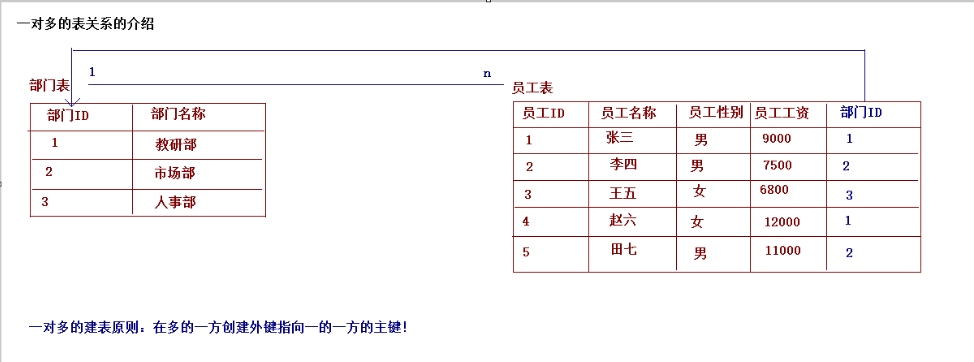 一对多的表关系的介绍
1 n
部门表 员工表
部门ID 部门名称
1 教研部
2 市场部
3 人事部
员工ID 员工名称 员工性别 员工工资 部门ID
1 张三 男 9000 1
2 李四 男 7500 2
3 王五 女 6800 3
4 赵六 女 12000 1
5 田七 男 11000 2
一对多的建表原则：在多的一方创建外键指向一的一方的主键！